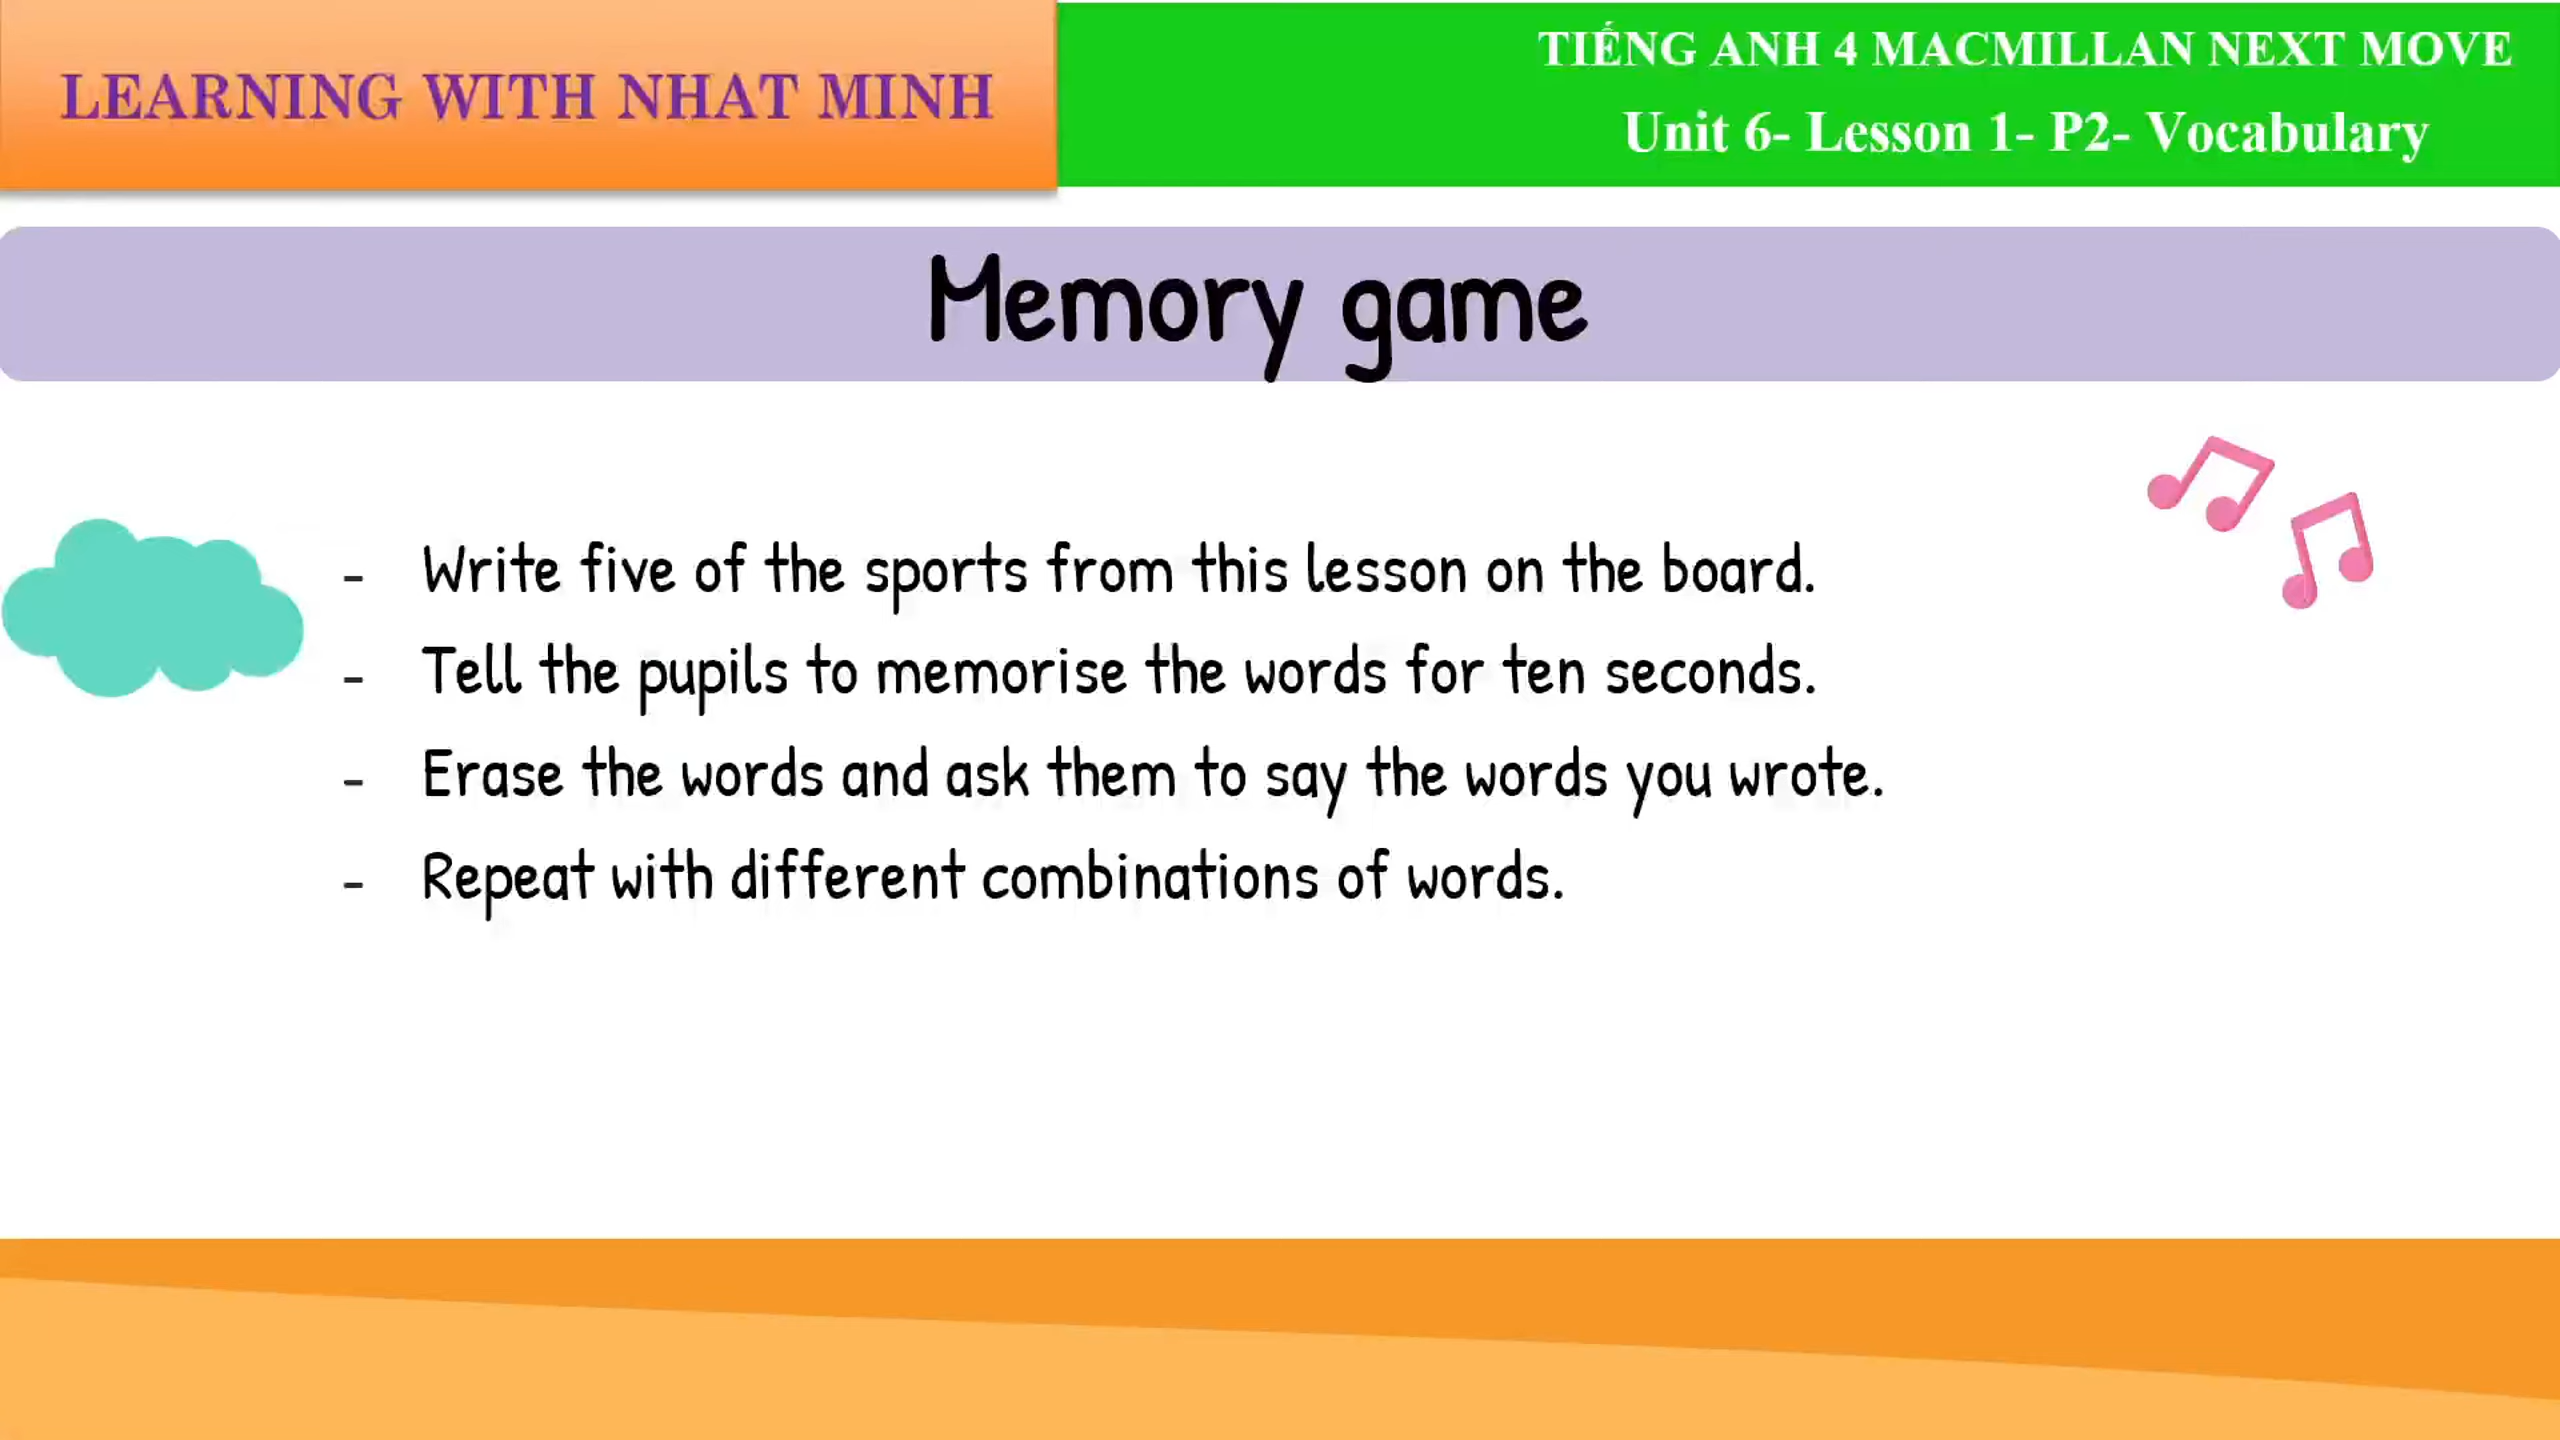 LEARNING WITH NHAT MINH
TIẾNG ANH 4 MACMILLAN NEXT MOVE
Unit 6- Lesson 1- P2- Vocabulary
Memory game
- Write five of the sports from this lesson on the board.
- Tell the pupils to memorise the words for ten seconds.
- Erase the words and ask them to say the words you wrote.
- Repeat with different combinations of words.